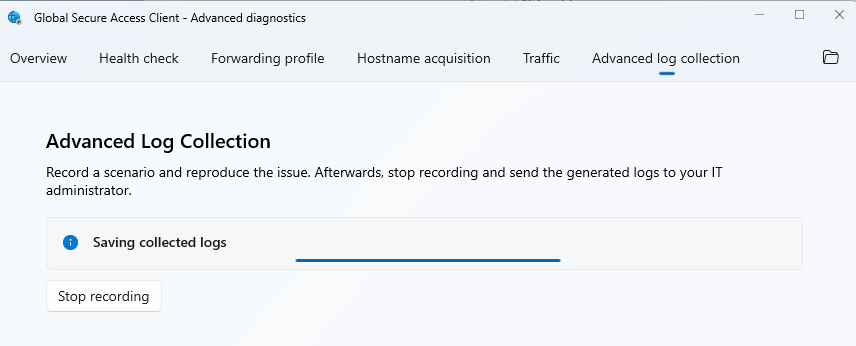 Global Secure Access Client - Advanced diagnostics
Overview Health check Forwarding profile Hostname acquisition Traffic Advanced log collection
Advanced Log Collection
Record a scenario and reproduce the issue. Afterwards, stop recording and send the generated logs to your IT
administrator.
Saving collected logs
Stop recording